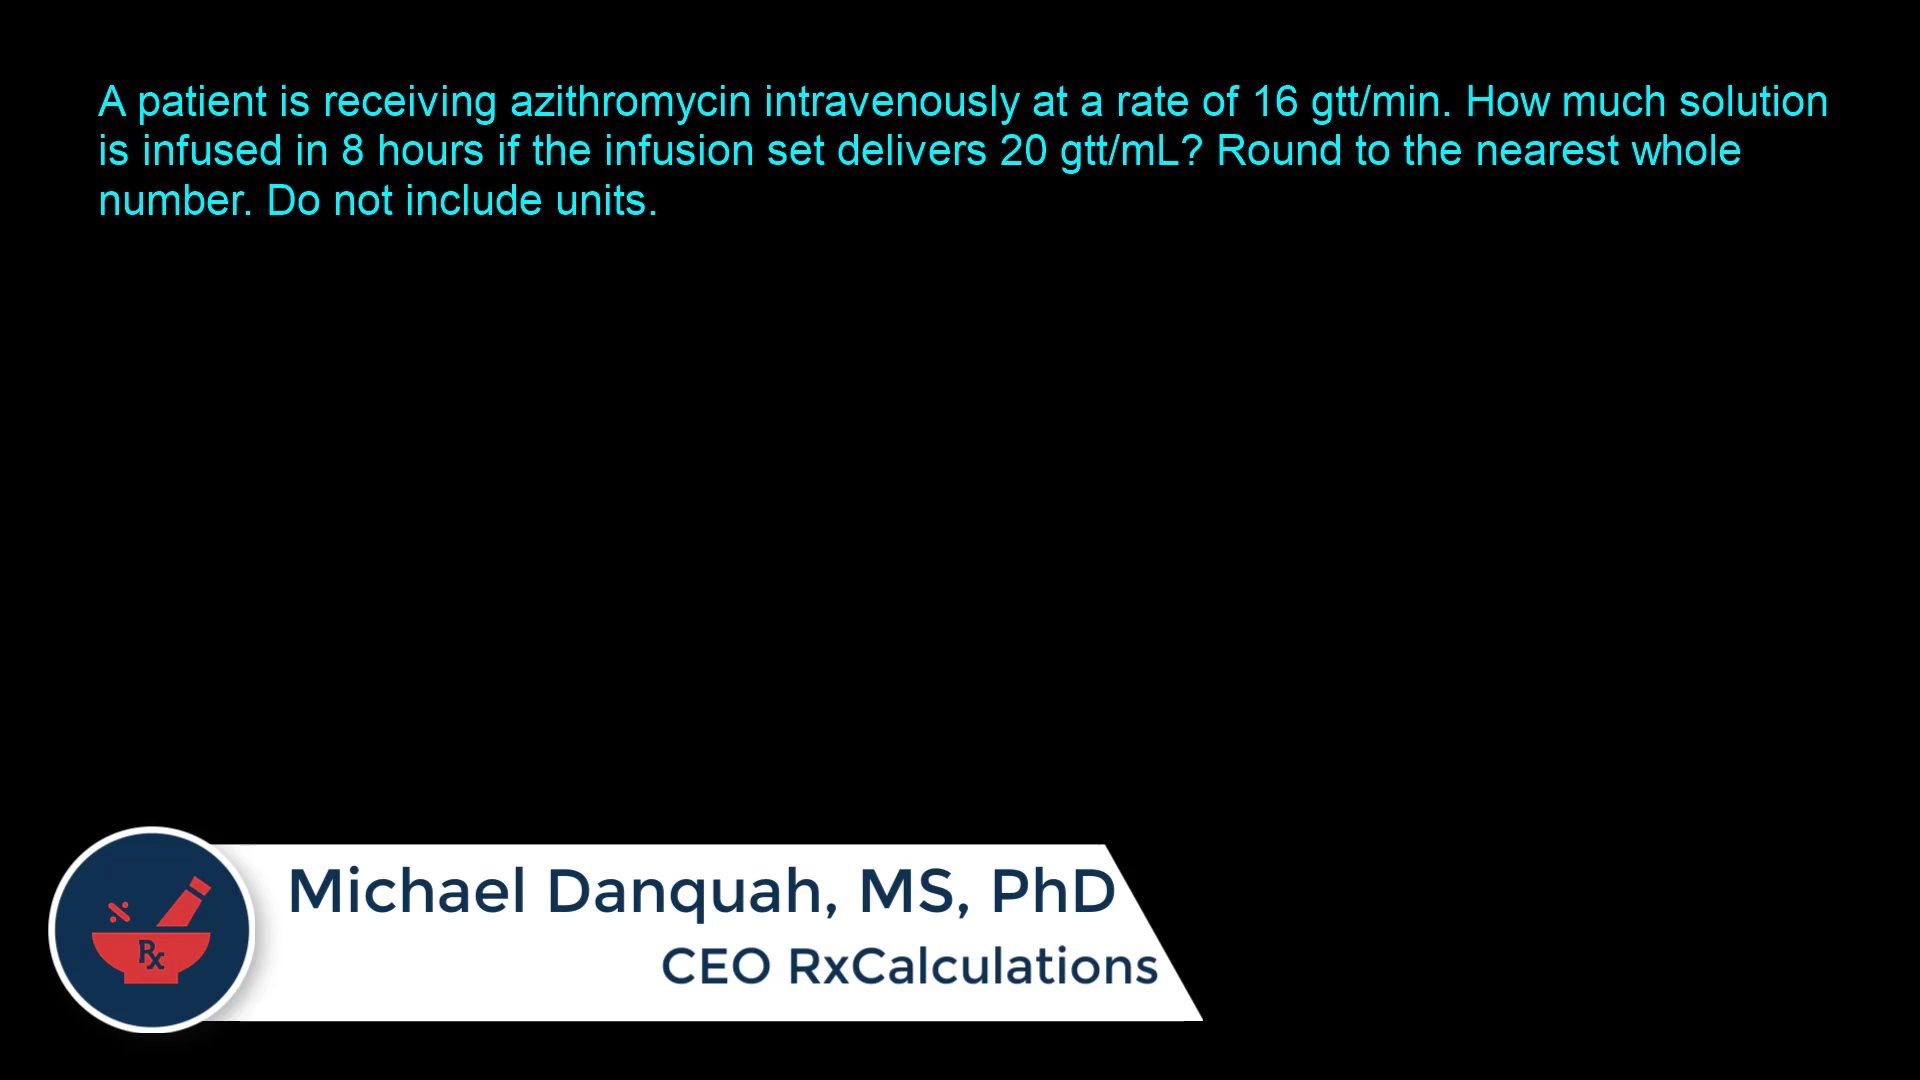 A patient is receiving azithromycin intravenously at a rate of 16 gtt/min. How much solution
is infused in 8 hours if the infusion set delivers 20 gtt/mL? Round to the nearest whole
number. Do not include units.
Michael Danquah, MS, PhD
CEO RxCalculations
%
Rx